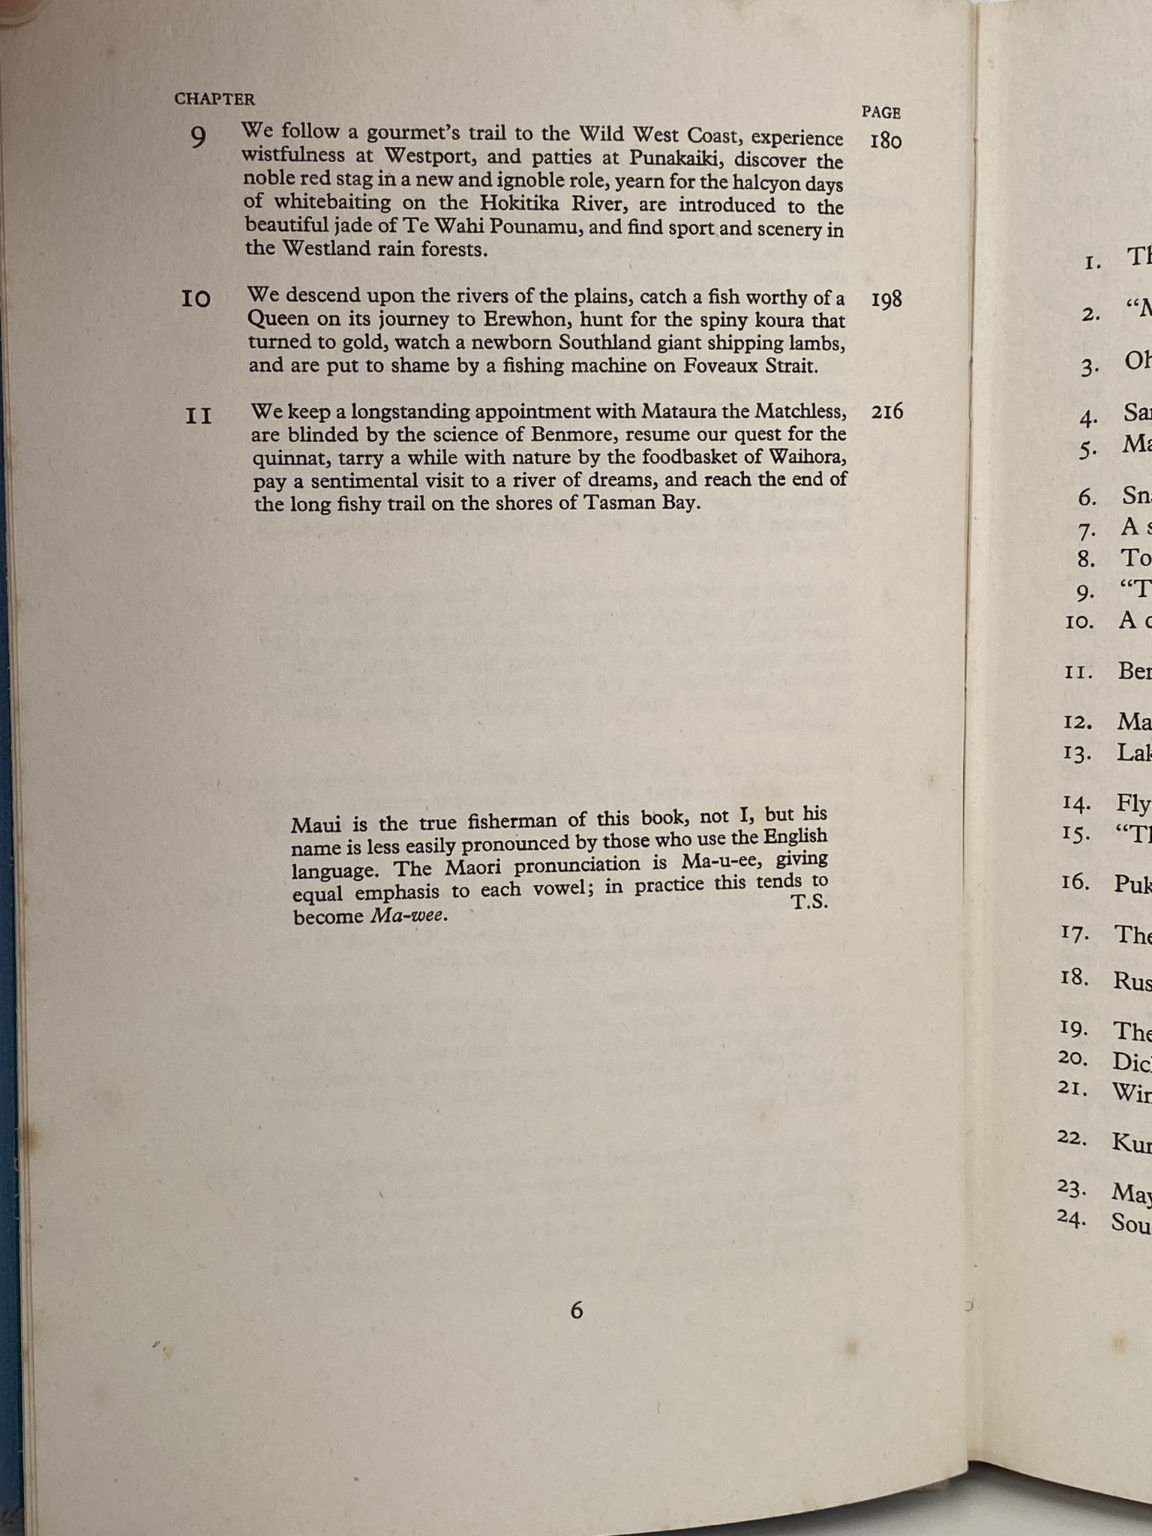 CHAPTER
PAGE
9 We follow a gourmet's trail to the Wild West Coast, experience 180
wistfulness at Westport, and patties at Punakaiki, discover the
noble red stag in a new and ignoble role, yearn for the halcyon days
of whitebaiting on the Hokitika River, are introduced to the
beautiful jade of Te Wahi Pounamu, and find sport and scenery in
the Westland rain forests.
10 We descend upon the rivers of the plains, catch a fish worthy of a 198
Queen on its journey to Erewhon, hunt for the spiny koura that
turned to gold, watch a newborn Southland giant shipping lambs,
and are put to shame by a fishing machine on Foveaux Strait.
11 We keep a longstanding appointment with Mataura the Matchless, 216
are blinded by the science of Benmore, resume our quest for the
quinnat, tarry a while with nature by the foodbasket of Waihora,
pay a sentimental visit to a river of dreams, and reach the end of
the long fishy trail on the shores of Tasman Bay.
Maui is the true fisherman of this book, not I, but his
name is less easily pronounced by those who use the English
language. The Maori pronunciation is Ma-u-ee, giving
equal emphasis to each vowel; in practice this tends to
become Ma-wee. T.S.
6
1.
2.
3.
4.
5.
6.
7. A
8.
9.
10. A
11.
12.
13.
14.
15.
16.
17.
18.
19.
20.
21.
22.
23.
24.